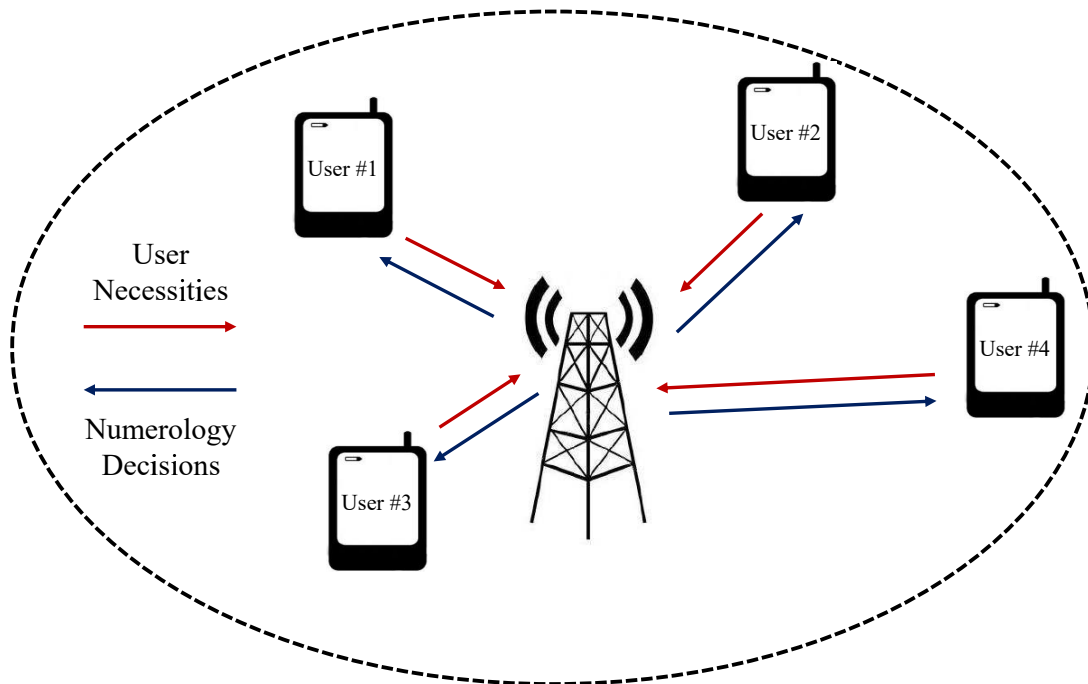 User #1
User #2
User
Necessities
User #4
Numerology
Decisions
User #3